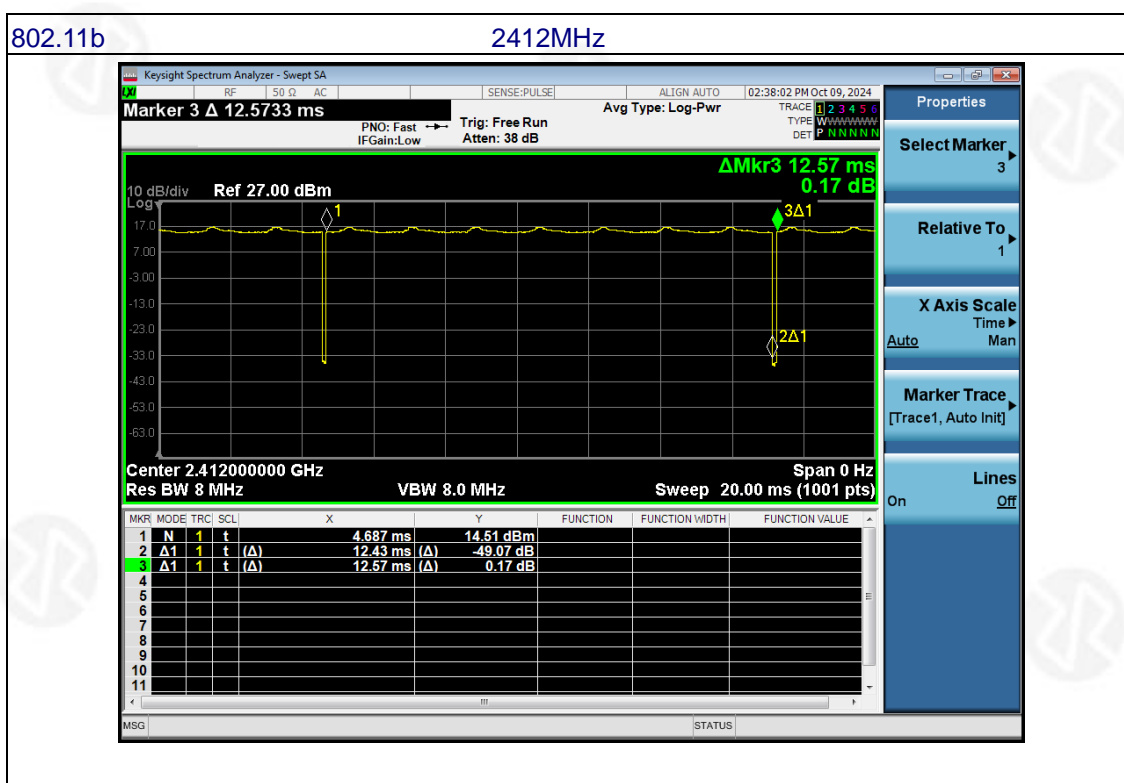 802.11b 2412MHz
Keysight Spectrum Analyzer - Swept SA
LXI RF 50 Ω AC SENSE:PULSE ALIGN AUTO 02:38:02 PM Oct 09, 2024
Marker 3 Δ 12.5733 ms
PNO: Fast
IFGain:Low
Trig: Free Run
Atten: 38 dB
Avg Type: Log-Pwr
TRACE 1 2 3 4 5 6
TYPE WWWWWW
DET P N N N N N
ΔMkr3 12.57 ms
0.17 dB
10 dB/div Ref 27.00 dBm
Log
17.0
7.00
-3.00
-13.0
-23.0
-33.0
-43.0
-53.0
-63.0
1
3Δ1
2Δ1
Center 2.412000000 GHz Span 0 Hz
Res BW 8 MHz VBW 8.0 MHz Sweep 20.00 ms (1001 pts)
MKR MODE TRC SCL X Y FUNCTION FUNCTION WIDTH FUNCTION VALUE
1 N 1 t 4.687 ms 14.51 dBm
2 Δ1 1 t (Δ) 12.43 ms (Δ) -49.07 dB
3 Δ1 1 t (Δ) 12.57 ms (Δ) 0.17 dB
4
5
6
7
8
9
10
11
MSG STATUS
Properties
Select Marker
3
Relative To
1
X Axis Scale
Time
Auto Man
Marker Trace
[Trace1, Auto Init]
Lines
On Off